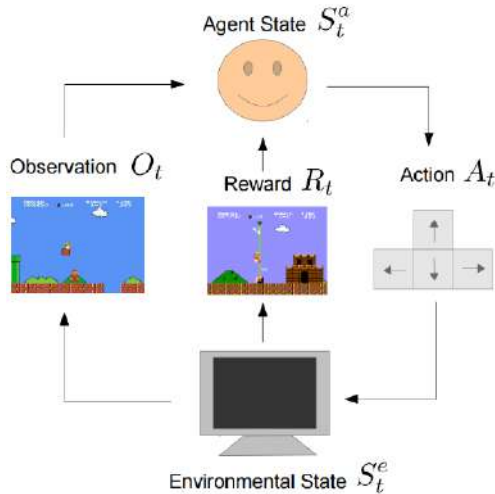 Agent State $S_t^a$
Observation $O_t$
Reward $R_t$
Action $A_t$
Environmental State $S_t^e$